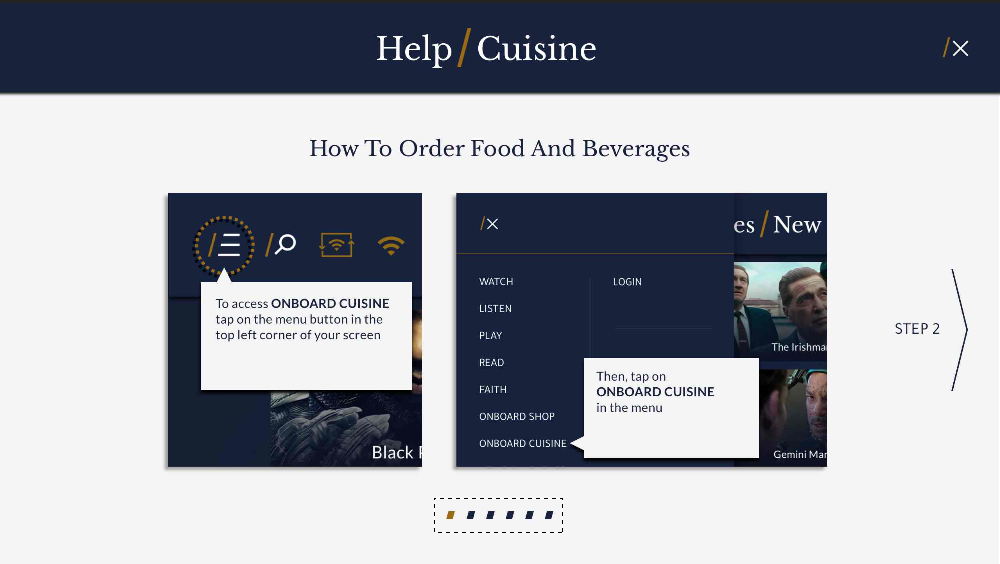 Help/Cuisine
How To Order Food And Beverages
To access ONBOARD CUISINE
tap on the menu button in the
top left corner of your screen
Black
WATCH
LISTEN
PLAY
READ
FAITH
ONBOARD SHOP
ONBOARD CUISINE
LOGIN
Then, tap on
ONBOARD CUISINE
in the menu
es/New
The Irishma
Gemini Mar
STEP 2